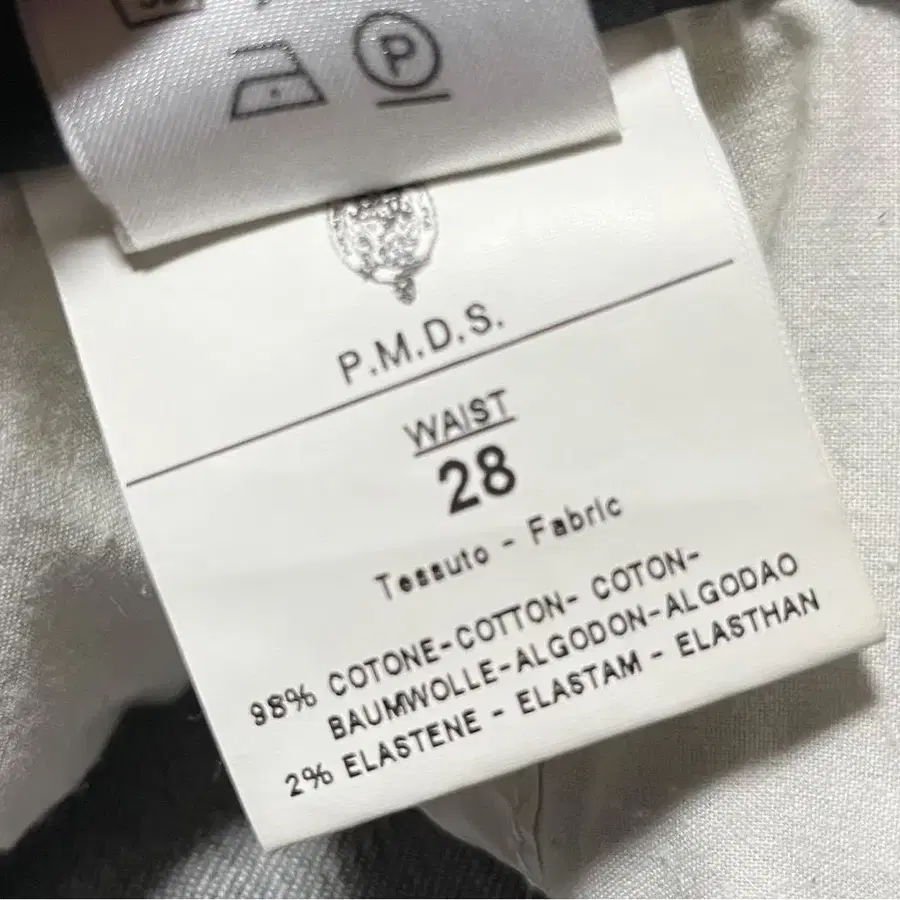 P
P.M.D.S.
WAIST
28
Tessuto - Fabric
98% COTONE-COTTON- COTON-
BAUMWOLLE-ALGODON-ALGODAO
2% ELASTENE - ELASTAM - ELASTHAN